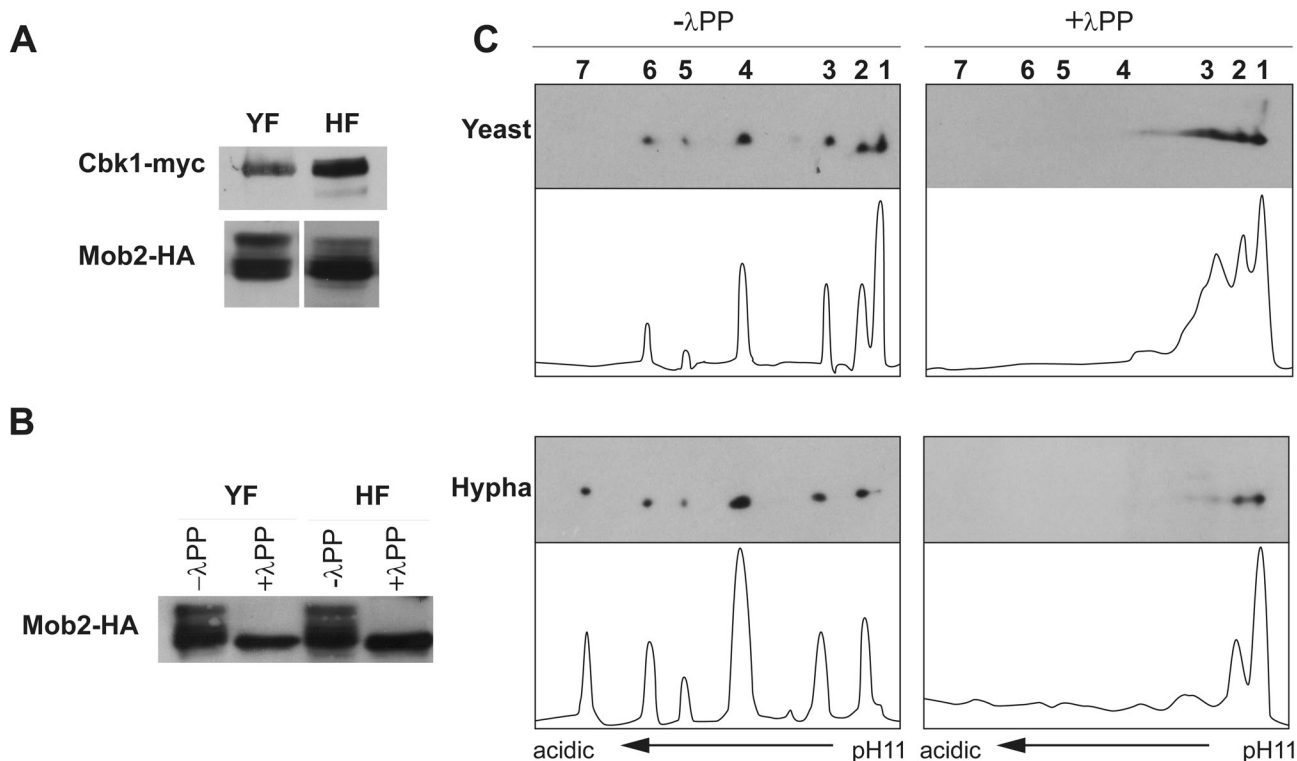 A
YF HF
Cbk1-myc
Mob2-HA
B
YF HF
–λPP +λPP -λPP +λPP
Mob2-HA
C
-λPP +λPP
7 6 5 4 3 2 1 7 6 5 4 3 2 1
Yeast
Hypha
acidic pH11 acidic pH11